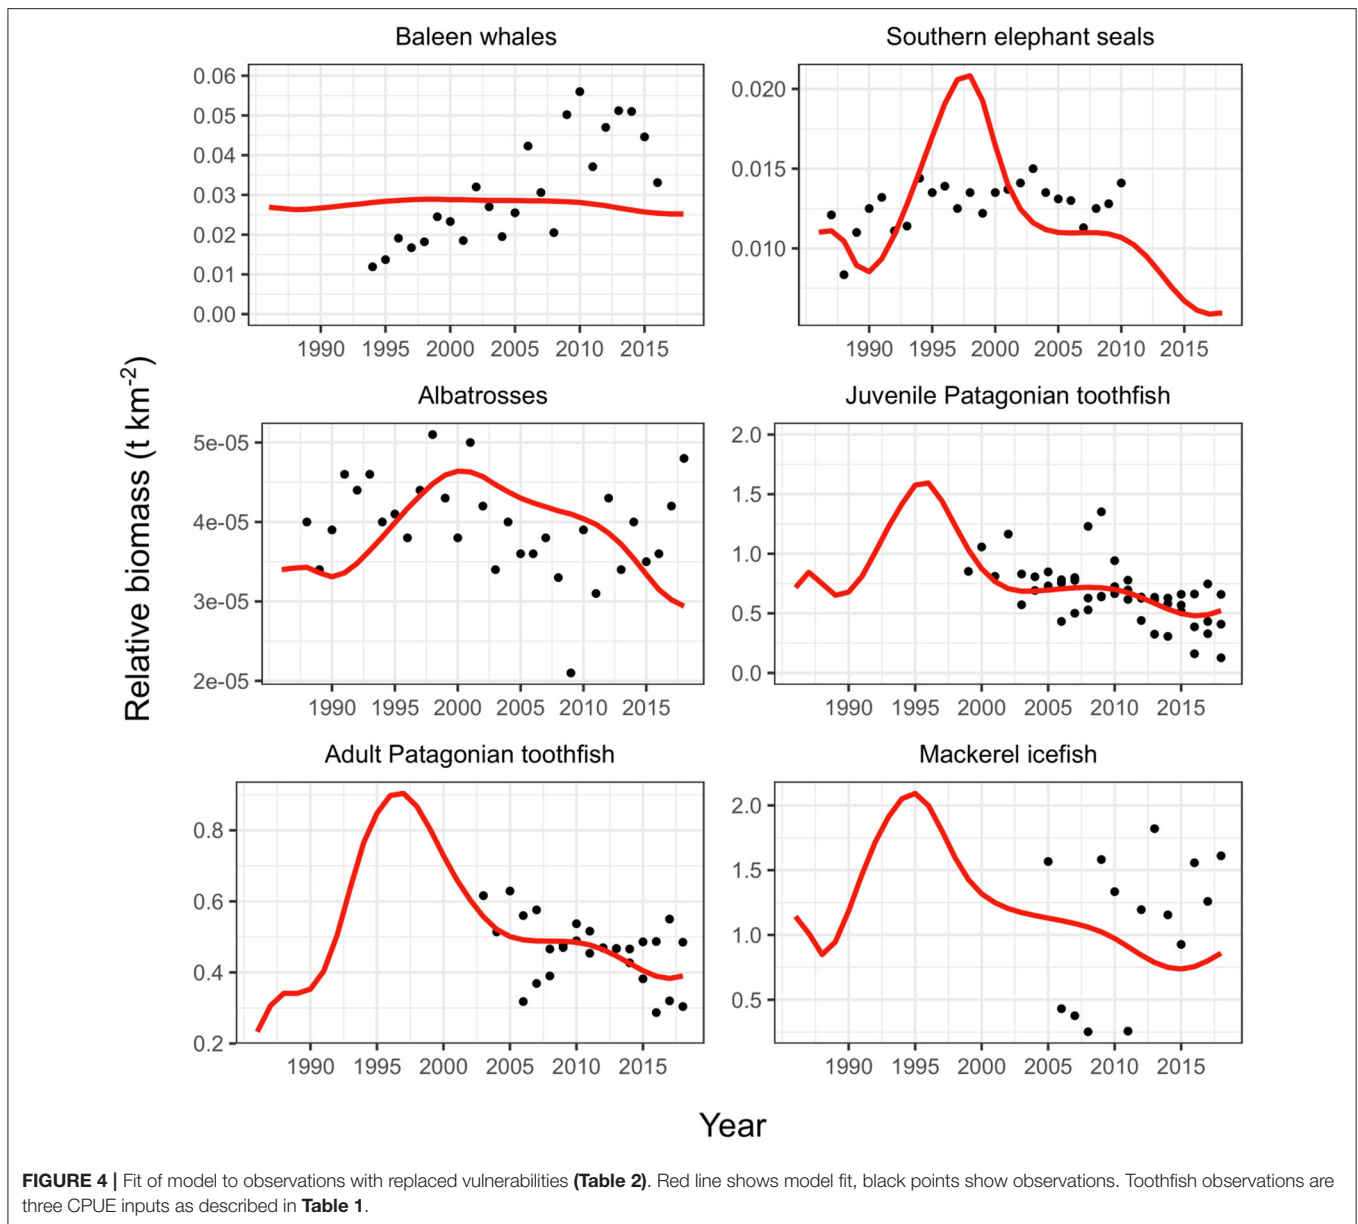 Baleen whales
Southern elephant seals
0.06
0.05
0.04
0.03
0.02
0.01
0.00
1990 1995 2000 2005 2010 2015
0.020
0.015
0.010
1990 1995 2000 2005 2010 2015
Relative biomass (t km-2)
Albatrosses
Juvenile Patagonian toothfish
5e-05
4e-05
3e-05
2e-05
1990 1995 2000 2005 2010 2015
2.0
1.5
1.0
0.5
0.0
1990 1995 2000 2005 2010 2015
Adult Patagonian toothfish
Mackerel icefish
0.8
0.6
0.4
0.2
1990 1995 2000 2005 2010 2015
2.0
1.5
1.0
0.5
1990 1995 2000 2005 2010 2015
Year
FIGURE 4 | Fit of model to observations with replaced vulnerabilities (Table 2). Red line shows model fit, black points show observations. Toothfish observations are
three CPUE inputs as described in Table 1.